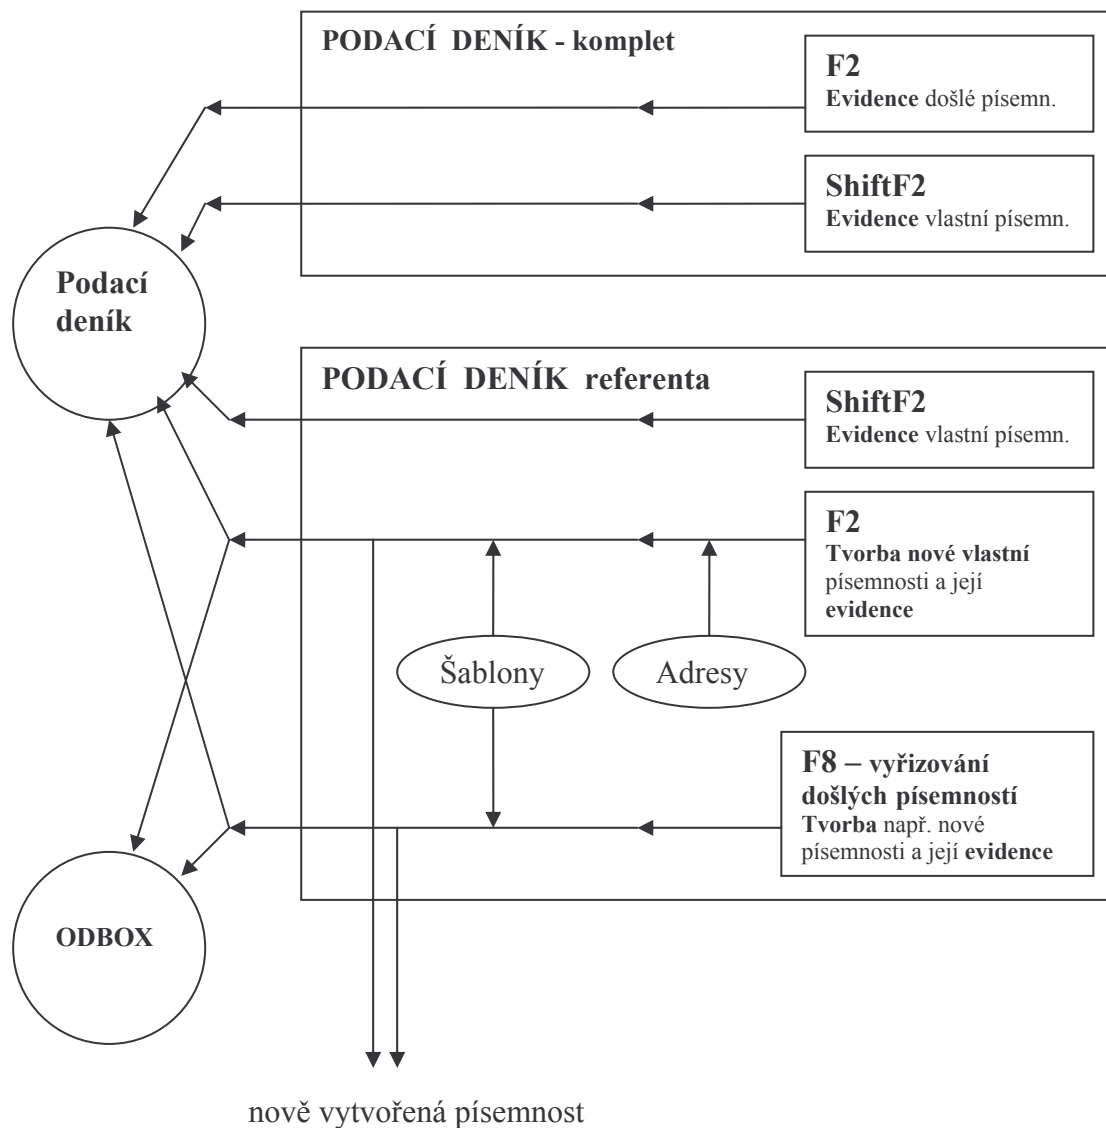 PODACÍ DENÍK - komplet
F2
Evidence došlé písemn.
ShiftF2
Evidence vlastní písemn.
Podací
deník
PODACÍ DENÍK referenta
ShiftF2
Evidence vlastní písemn.
F2
Tvorba nové vlastní
písemnosti a její
evidence
Šablony
Adresy
F8 – vyřizování
došlých písemností
Tvorba např. nové
písemnosti a její evidence
ODBOX
nově vytvořená písemnost